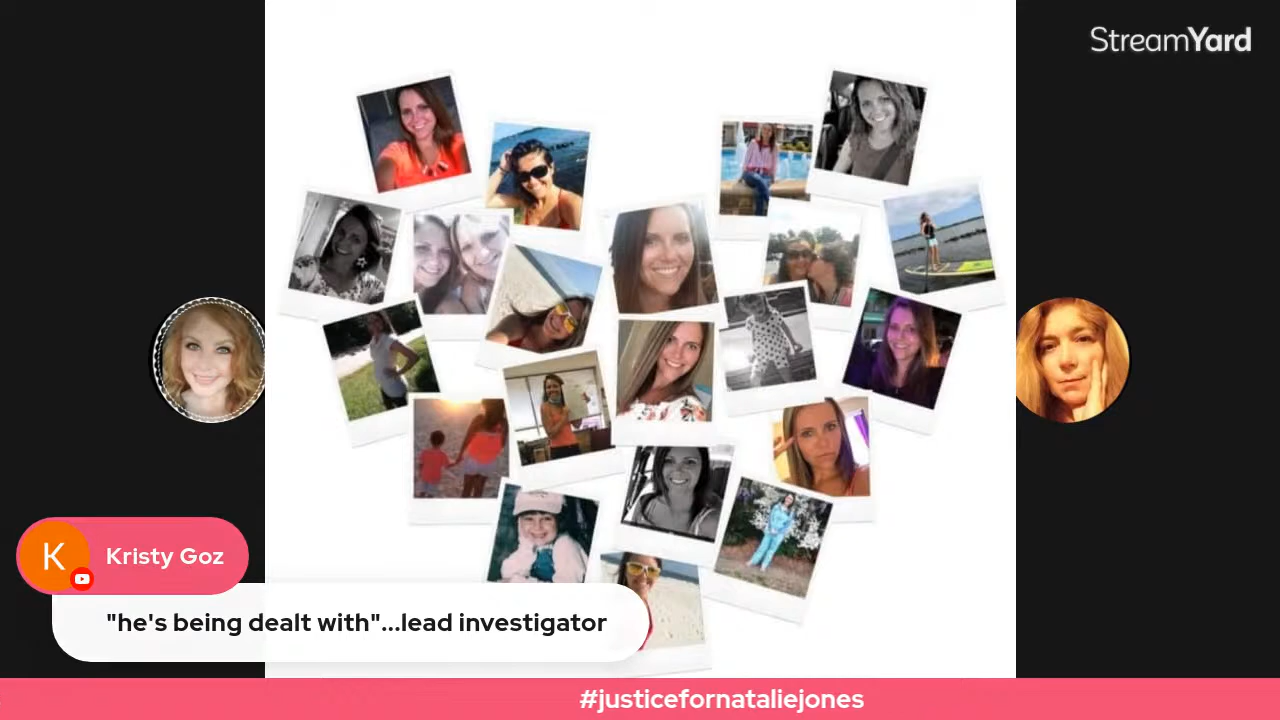 StreamYard
K
Kristy Goz
"he's being dealt with"...lead investigator
#justicefornataliejones